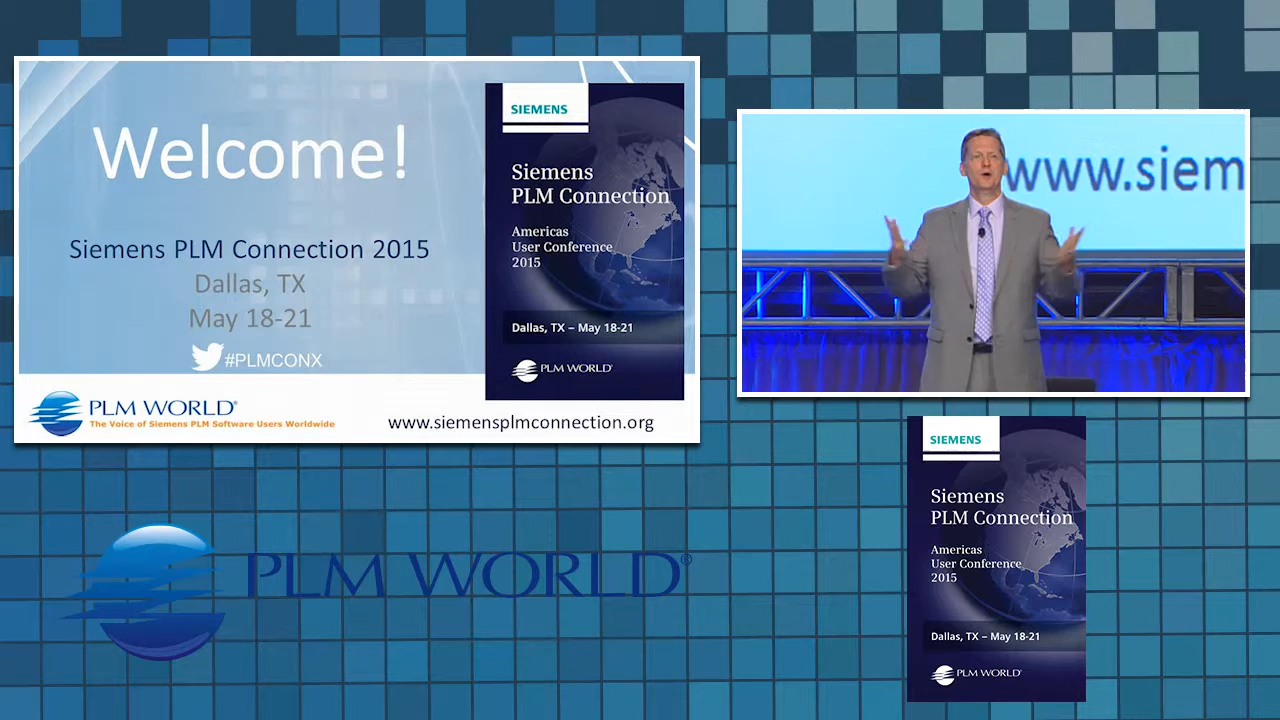 Welcome!
Siemens PLM Connection 2015
Dallas, TX
May 18-21
#PLMCONX
PLM WORLD®
The Voice of Siemens PLM Software Users Worldwide
www.siemensplmconnection.org
SIEMENS
Siemens
PLM Connection
Americas
User Conference
2015
Dallas, TX – May 18-21
PLM WORLD®
www.siem
PLM WORLD®
SIEMENS
Siemens
PLM Connection
Americas
User Conference
2015
Dallas, TX – May 18-21
PLM WORLD®